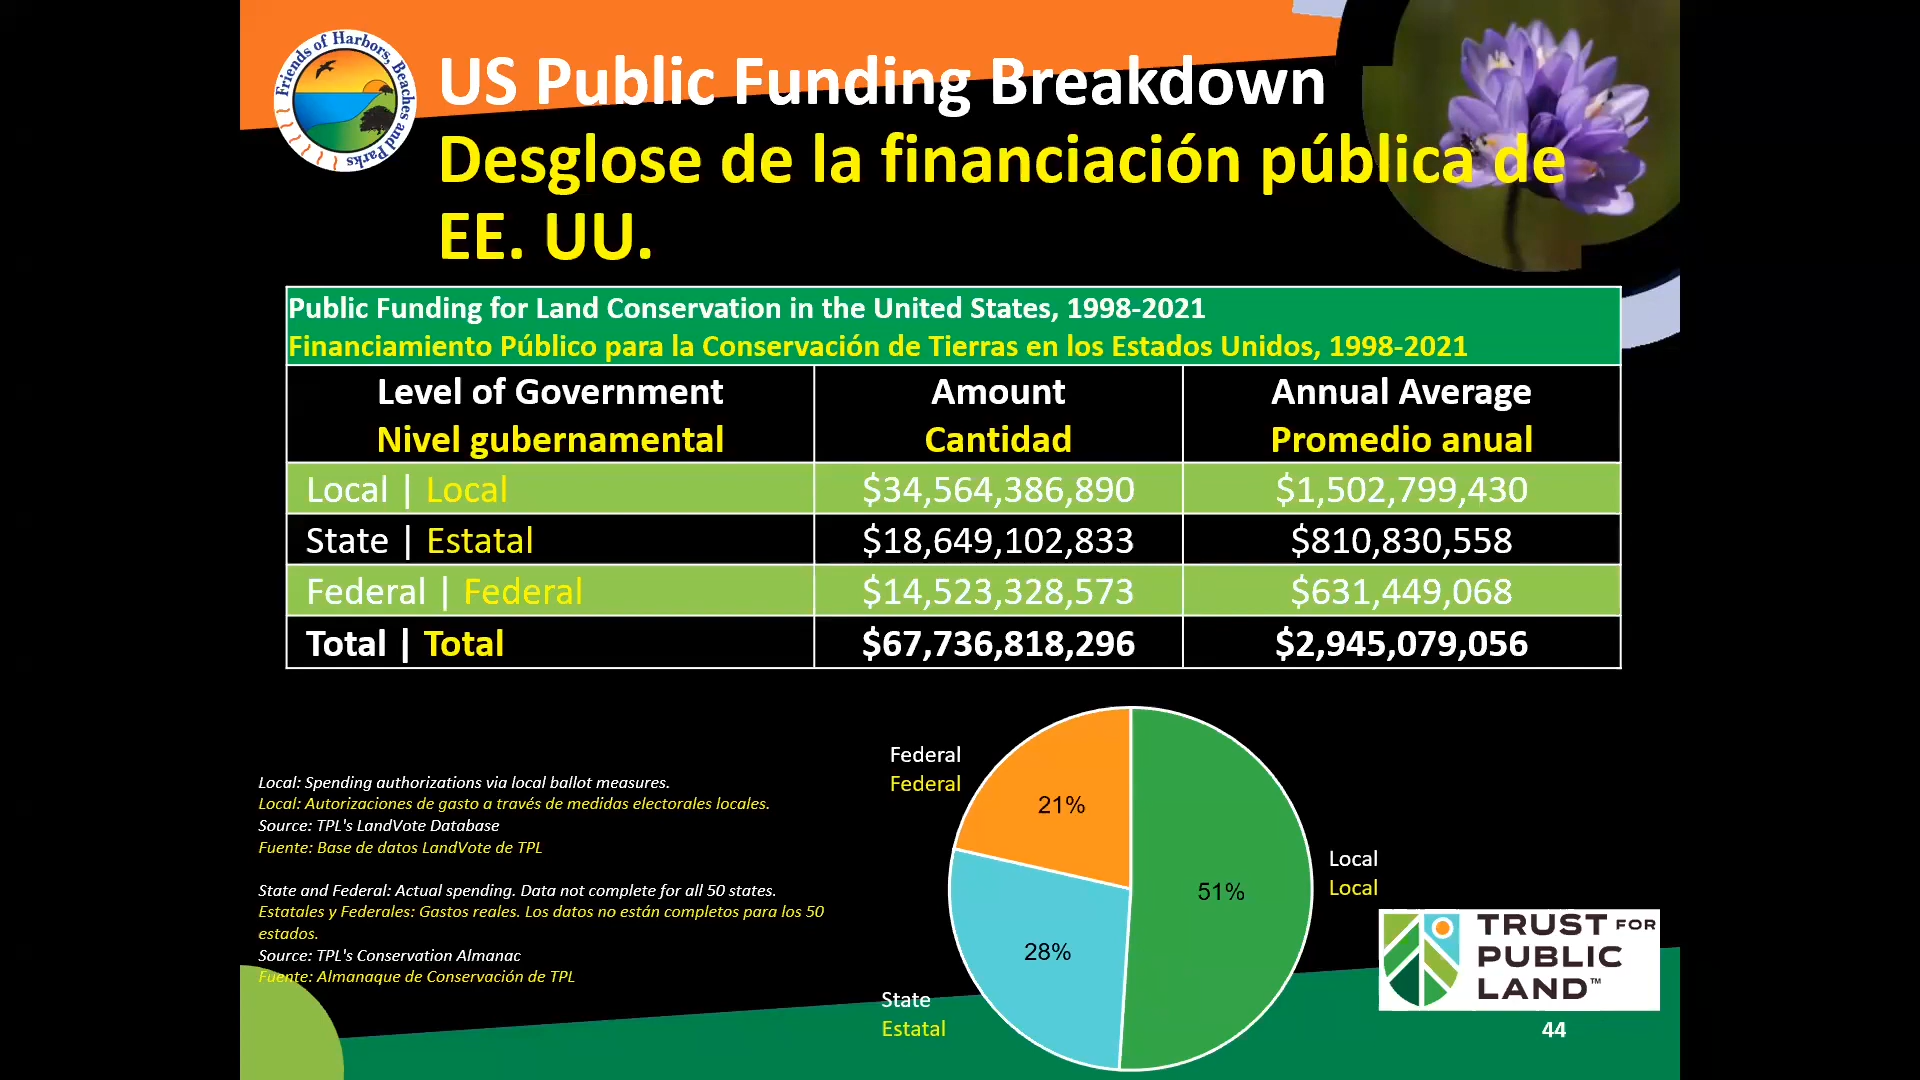 Friends of Harbors, Beaches and Parks
US Public Funding Breakdown
Desglose de la financiación pública de
EE. UU.
Public Funding for Land Conservation in the United States, 1998-2021
Financiamiento Público para la Conservación de Tierras en los Estados Unidos, 1998-2021
Level of Government Amount Annual Average
Nivel gubernamental Cantidad Promedio anual
Local | Local $34,564,386,890 $1,502,799,430
State | Estatal $18,649,102,833 $810,830,558
Federal | Federal $14,523,328,573 $631,449,068
Total | Total $67,736,818,296 $2,945,079,056
Local: Spending authorizations via local ballot measures.
Local: Autorizaciones de gasto a través de medidas electorales locales.
Source: TPL's LandVote Database
Fuente: Base de datos LandVote de TPL
State and Federal: Actual spending. Data not complete for all 50 states.
Estatales y Federales: Gastos reales. Los datos no están completos para los 50
estados.
Source: TPL's Conservation Almanac
Fuente: Almanaque de Conservación de TPL
Federal
Federal
21%
51%
Local
Local
28%
State
Estatal
TRUST FOR
PUBLIC
LAND™
44